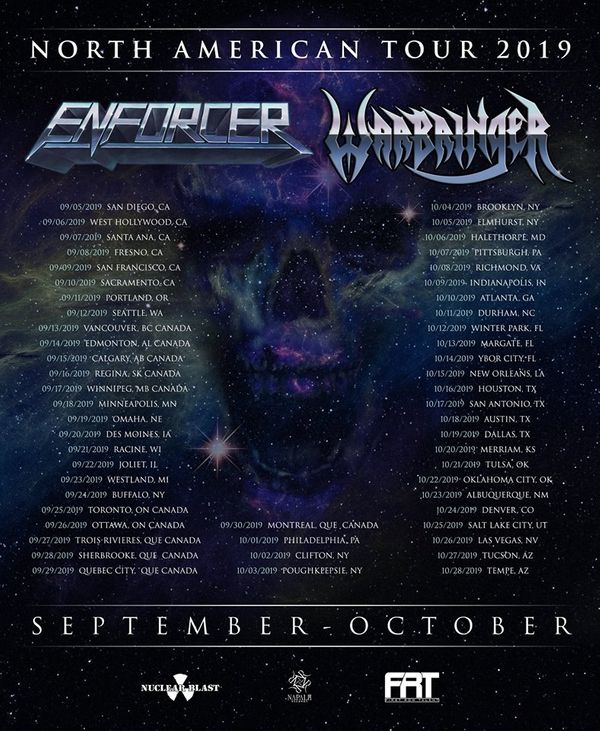 NORTH AMERICAN TOUR 2019
ENFORCER
WARBRINGER
09/05/2019 SAN DIEGO, CA
09/06/2019 WEST HOLLYWOOD, CA
09/07/2019 SANTA ANA, CA
09/08/2019 FRESNO, CA
09/09/2019 SAN FRANCISCO, CA
09/10/2019 SACRAMENTO, CA
09/11/2019 PORTLAND, OR
09/12/2019 SEATTLE, WA
09/13/2019 VANCOUVER, BC CANADA
09/14/2019 EDMONTON, AL CANADA
09/15/2019 CALGARY, AB CANADA
09/16/2019 REGINA, SK CANADA
09/17/2019 WINNIPEG, MB CANADA
09/18/2019 MINNEAPOLIS, MN
09/19/2019 OMAHA, NE
09/20/2019 DES MOINES, IA
09/21/2019 RACINE, WI
09/22/2019 JOLIET, IL
09/23/2019 WESTLAND, MI
09/24/2019 BUFFALO, NY
09/25/2019 TORONTO, ON CANADA
09/26/2019 OTTAWA, ON CANADA
09/27/2019 TROIS-RIVIERES, QUE CANADA
09/28/2019 SHERBROOKE, QUE CANADA
09/29/2019 QUEBEC CITY, QUE CANADA
09/30/2019 MONTREAL, QUE, CANADA
10/01/2019 PHILADELPHIA, PA
10/02/2019 CLIFTON, NY
10/03/2019 POUGHKEEPSIE, NY
10/04/2019 BROOKLYN, NY
10/05/2019 ELMHURST, NY
10/06/2019 HALETHORPE, MD
10/07/2019 PITTSBURGH, PA
10/08/2019 RICHMOND, VA
10/09/2019 INDIANAPOLIS, IN
10/10/2019 ATLANTA, GA
10/11/2019 DURHAM, NC
10/12/2019 WINTER PARK, FL
10/13/2019 MARGATE, FL
10/14/2019 YBOR CITY, FL
10/15/2019 NEW ORLEANS, LA
10/16/2019 HOUSTON, TX
10/17/2019 SAN ANTONIO, TX
10/18/2019 AUSTIN, TX
10/19/2019 DALLAS, TX
10/20/2019 MERRIAM, KS
10/21/2019 TULSA, OK
10/22/2019 OKLAHOMA CITY, OK
10/23/2019 ALBUQUERQUE, NM
10/24/2019 DENVER, CO
10/25/2019 SALT LAKE CITY, UT
10/26/2019 LAS VEGAS, NV
10/27/2019 TUCSON, AZ
10/28/2019 TEMPE, AZ
SEPTEMBER - OCTOBER
NUCLEAR BLAST
NAPALM
RECORDS
FRT